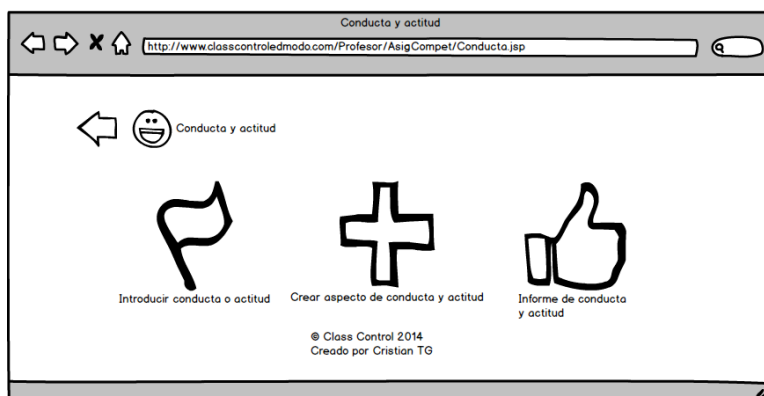 Conducta y actitud
http://www.classcontroledmodo.com/Profesor/AsigCompet/Conducta.jsp
Conducta y actitud
Introducir conducta o actitud
Crear aspecto de conducta y actitud
Informe de conducta
y actitud
© Class Control 2014
Creado por Cristian TG